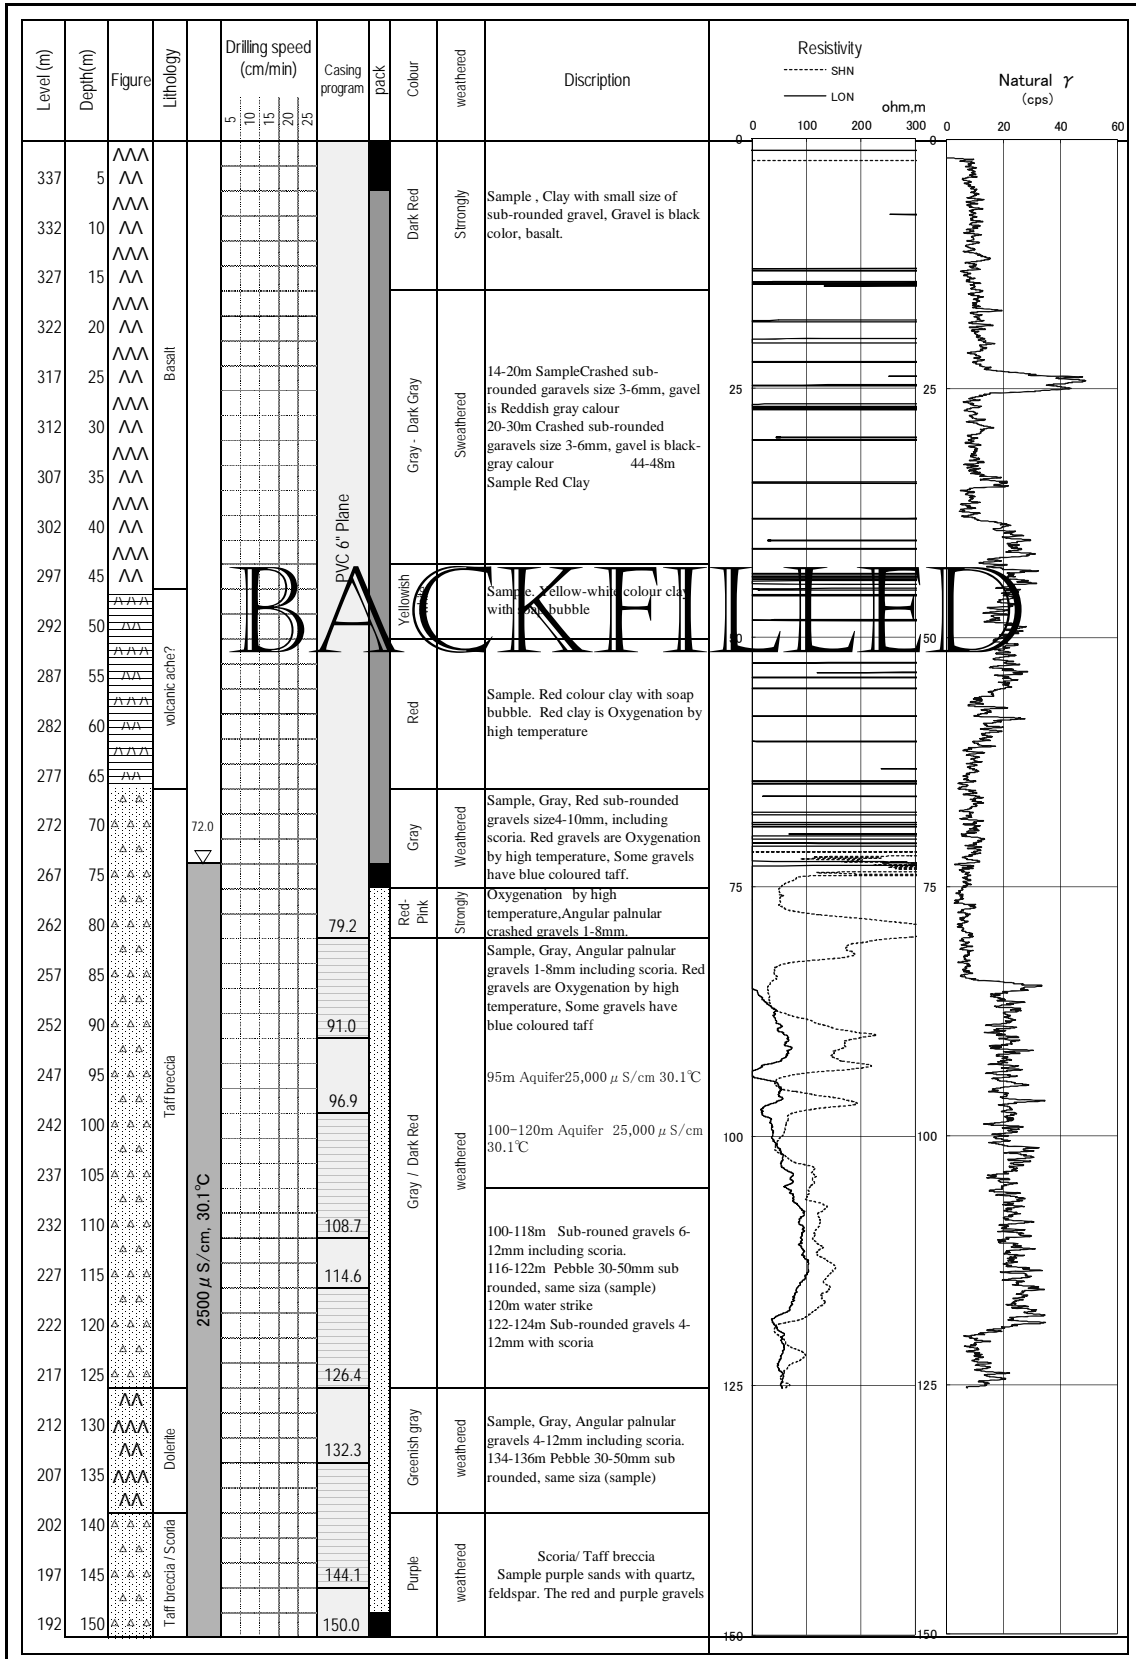 Level (m)
Depth(m)
Figure
Lithology
Drilling speed
(cm/min)
5 10 15 20 25
Casing
program
pack
Colour
weathered
Discription
Resistivity
SHN
LON
ohm,m
0 100 200 300
Natural γ
(cps)
0 20 40 60
0
25
50
75
100
125
150
0
25
50
75
100
125
150
337 5
332 10
327 15
322 20
317 25
312 30
307 35
302 40
297 45
292 50
287 55
282 60
277 65
272 70
267 75
262 80
257 85
252 90
247 95
242 100
237 105
232 110
227 115
222 120
217 125
212 130
207 135
202 140
197 145
192 150
Basalt
volcanic ache?
Taff breccia
Dolerite
Taff breccia / Scoria
72.0
2500 μ S/cm, 30.1℃
PVC 6" Plane
79.2
91.0
96.9
108.7
114.6
126.4
132.3
144.1
150.0
BACKFILLED
Dark Red
Strrongly
Sample , Clay with small size of
sub-rounded gravel, Gravel is black
color, basalt.
Gray - Dark Gray
Sweathered
14-20m SampleCrashed sub-
rounded garavels size 3-6mm, gavel
is Reddish gray calour
20-30m Crashed sub-rounded
garavels size 3-6mm, gavel is black-
gray calour 44-48m
Sample Red Clay
Yellowish
Sample. Yellow-white colour clay
with soap bubble
Red
Sample. Red colour clay with soap
bubble. Red clay is Oxygenation by
high temperature
Gray
Weathered
Sample, Gray, Red sub-rounded
gravels size4-10mm, including
scoria. Red gravels are Oxygenation
by high temperature, Some gravels
have blue coloured taff.
Red-
Pink
Strongly
Oxygenation by high
temperature,Angular palnular
crashed gravels 1-8mm.
Gray / Dark Red
weathered
Sample, Gray, Angular palnular
gravels 1-8mm including scoria. Red
gravels are Oxygenation by high
temperature, Some gravels have
blue coloured taff
95m Aquifer25,000 μ S/cm 30.1℃
100-120m Aquifer 25,000 μ S/cm
30.1℃
100-118m Sub-rouned gravels 6-
12mm including scoria.
116-122m Pebble 30-50mm sub
rounded, same siza (sample)
120m water strike
122-124m Sub-rounded gravels 4-
12mm with scoria
Greenish gray
weathered
Sample, Gray, Angular palnular
gravels 4-12mm including scoria.
134-136m Pebble 30-50mm sub
rounded, same siza (sample)
Purple
weathered
Scoria/ Taff breccia
Sample purple sands with quartz,
feldspar. The red and purple gravels